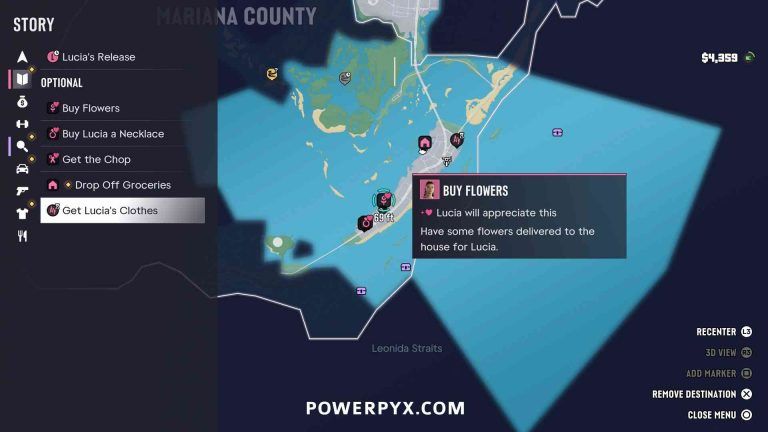 MARIANA COUNTY
STORY
$4,359
Lucia's Release
OPTIONAL
Buy Flowers
Buy Lucia a Necklace
Get the Chop
Drop Off Groceries
Get Lucia's Clothes
69 ft
BUY FLOWERS
Lucia will appreciate this
Have some flowers delivered to the
house for Lucia.
RECENTER L3
3D VIEW R3
ADD MARKER
REMOVE DESTINATION
CLOSE MENU
Leonida Straits
POWERPYX.COM